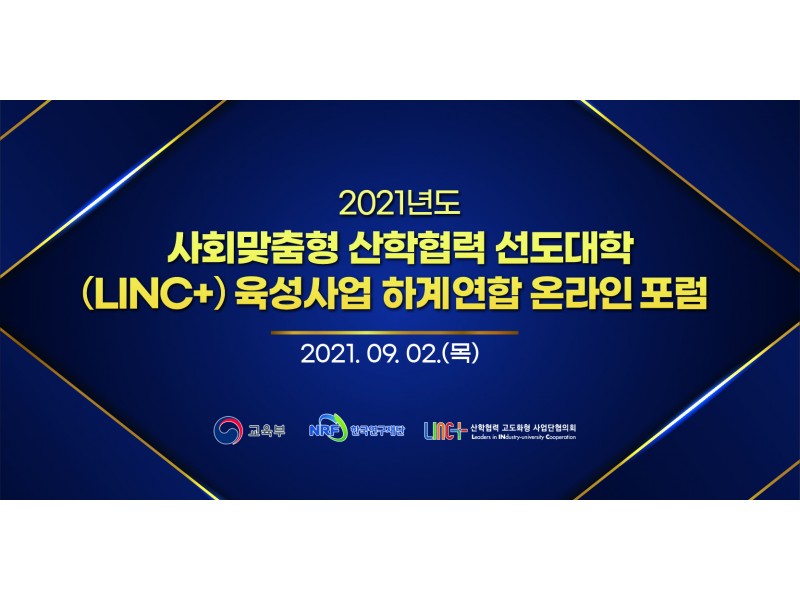 2021년도
사회맞춤형 산학협력 선도대학
(LINC+) 육성사업 하계연합 온라인 포럼
2021. 09. 02.(목)
교육부
NRF 한국연구재단
LINC+ 산학협력 고도화형 사업단협의회
Leaders in INdustry-university Cooperation